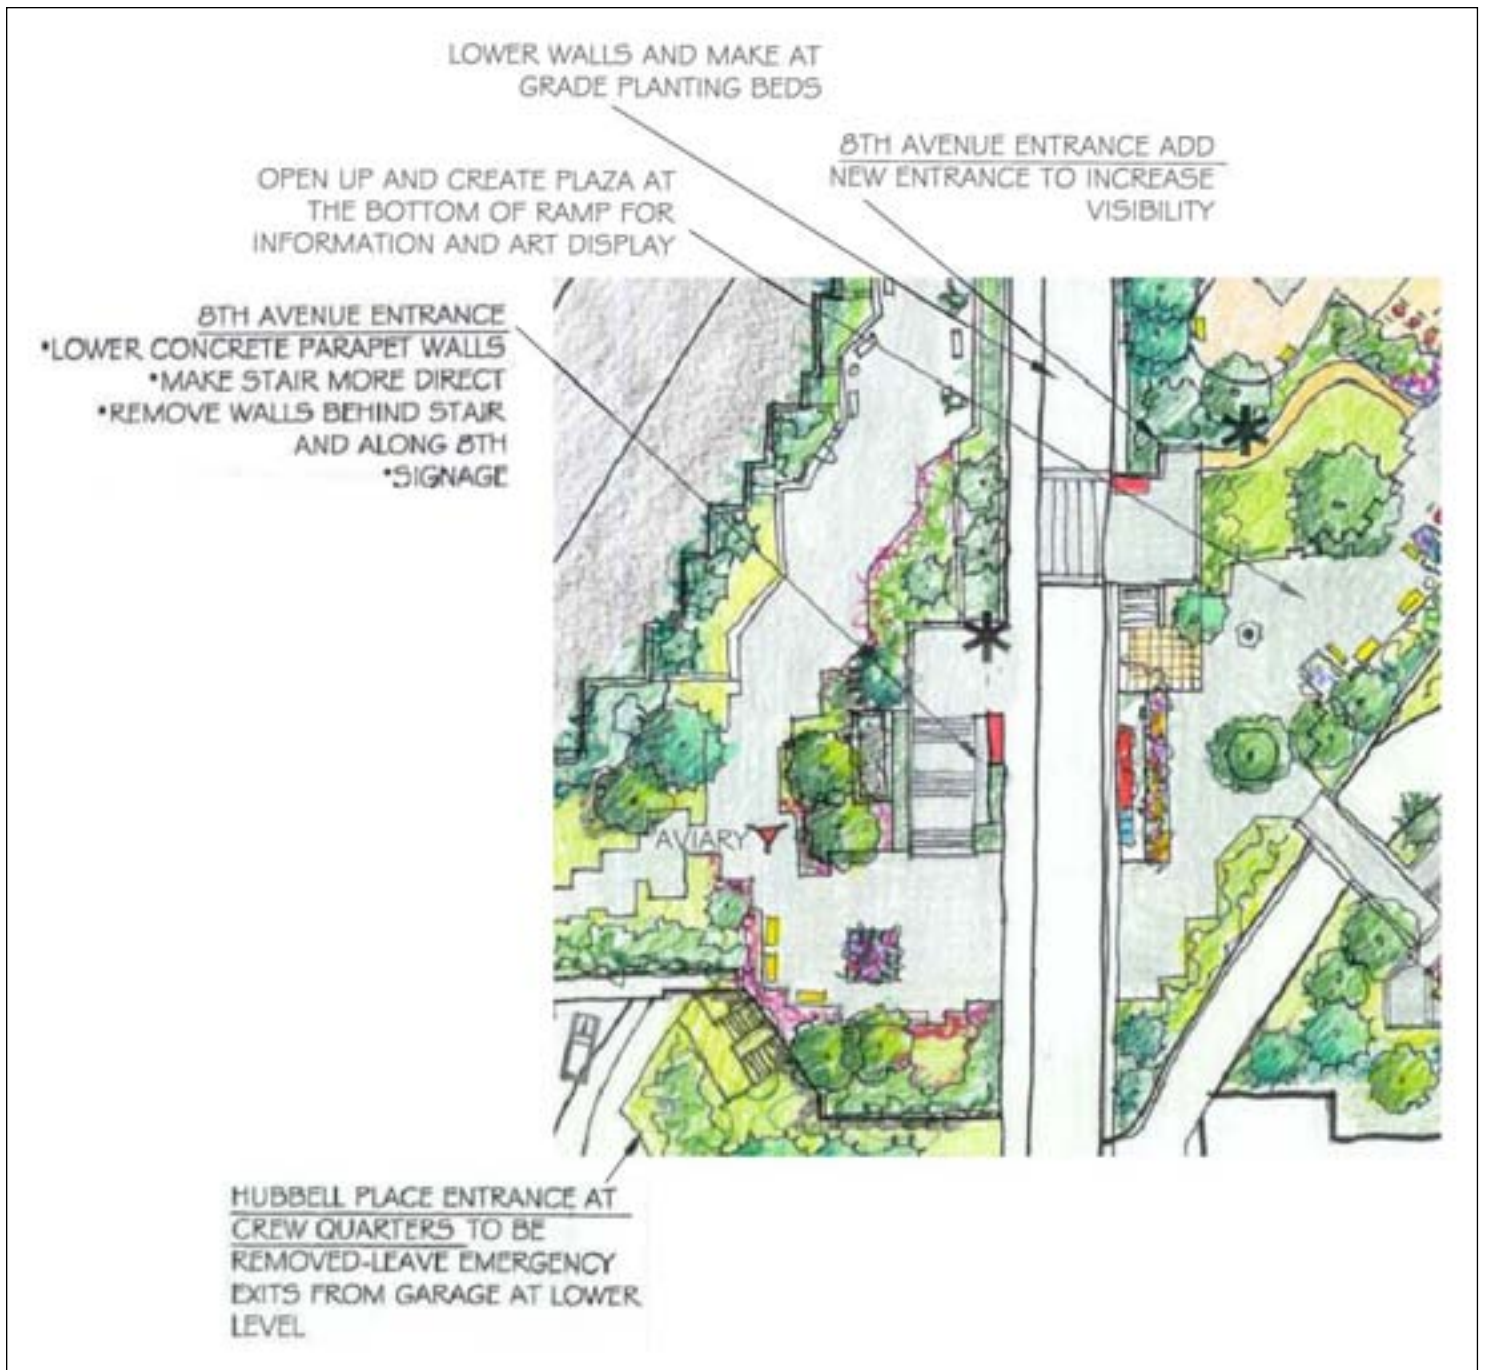 LOWER WALLS AND MAKE AT
GRADE PLANTING BEDS
8TH AVENUE ENTRANCE ADD
NEW ENTRANCE TO INCREASE
VISIBILITY
OPEN UP AND CREATE PLAZA AT
THE BOTTOM OF RAMP FOR
INFORMATION AND ART DISPLAY
8TH AVENUE ENTRANCE
•LOWER CONCRETE PARAPET WALLS
•MAKE STAIR MORE DIRECT
•REMOVE WALLS BEHIND STAIR
AND ALONG 8TH
•SIGNAGE
AVIARY
HUBBELL PLACE ENTRANCE AT
CREW QUARTERS TO BE
REMOVED-LEAVE EMERGENCY
EXITS FROM GARAGE AT LOWER
LEVEL